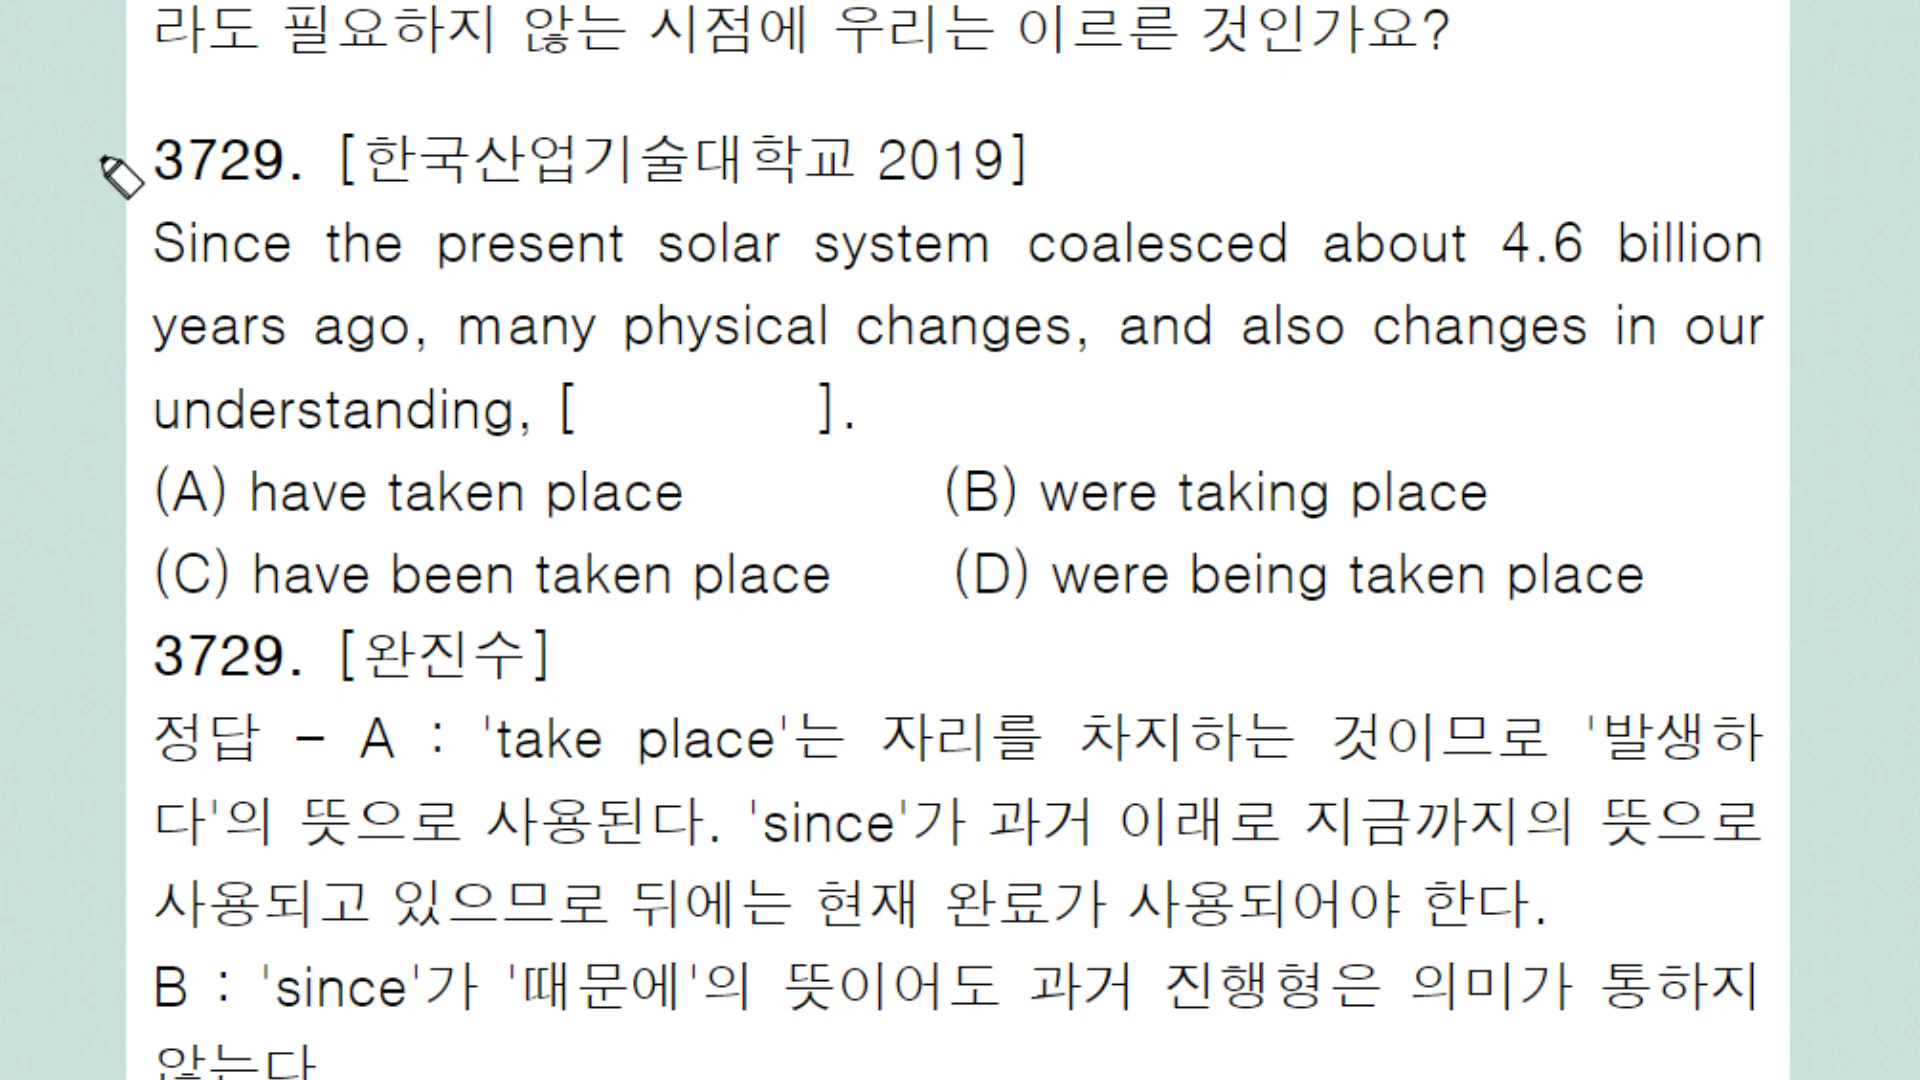 라도 필요하지 않는 시점에 우리는 이르른 것인가요?
3729. [한국산업기술대학교 2019]
Since the present solar system coalesced about 4.6 billion
years ago, many physical changes, and also changes in our
understanding, [ ].
(A) have taken place (B) were taking place
(C) have been taken place (D) were being taken place
3729. [완진수]
정답 - A : 'take place'는 자리를 차지하는 것이므로 '발생하
다'의 뜻으로 사용된다. 'since'가 과거 이래로 지금까지의 뜻으로
사용되고 있으므로 뒤에는 현재 완료가 사용되어야 한다.
B : 'since'가 '때문에'의 뜻이어도 과거 진행형은 의미가 통하지
않는다